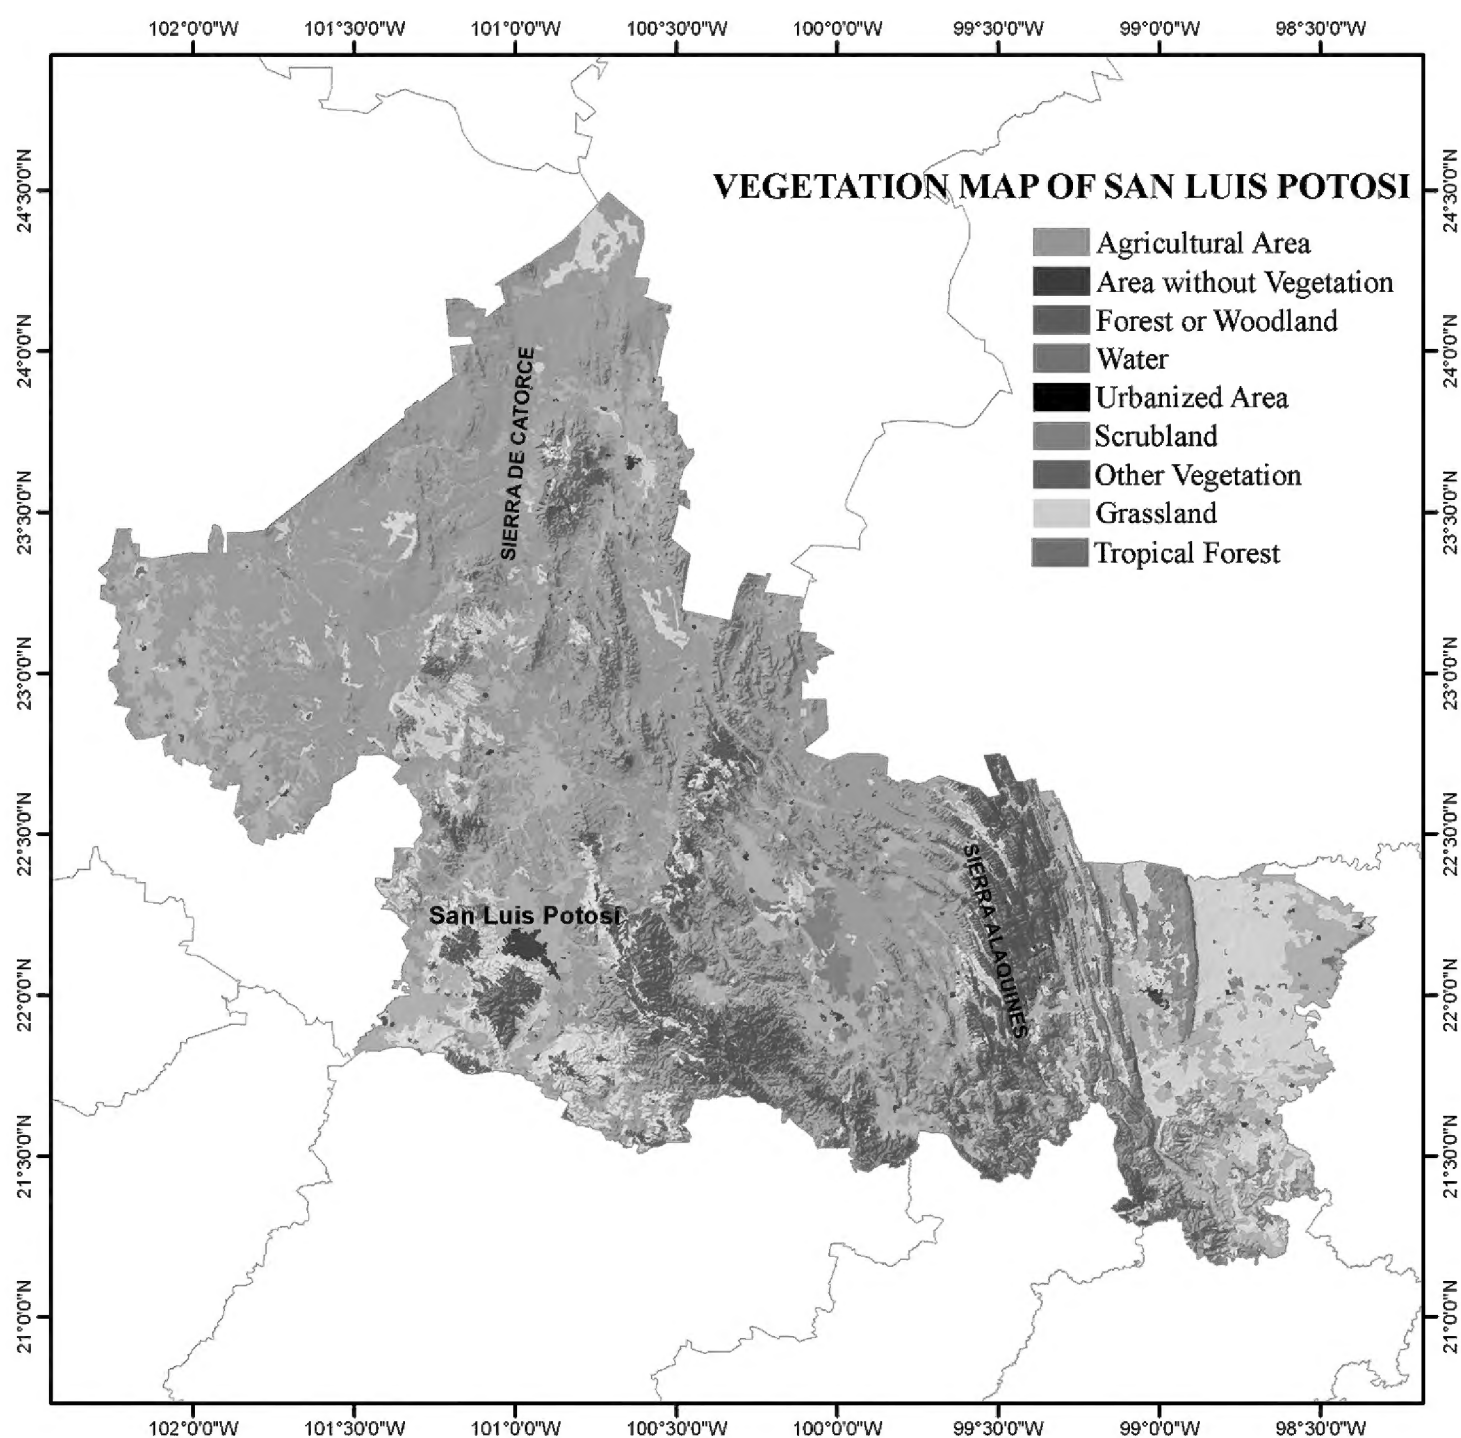 102°0'0"W 101°30'0"W 101°0'0"W 100°30'0"W 100°0'0"W 99°30'0"W 99°0'0"W 98°30'0"W
24°30'0"N
24°0'0"N
23°30'0"N
23°0'0"N
22°30'0"N
22°0'0"N
21°30'0"N
21°0'0"N
VEGETATION MAP OF SAN LUIS POTOSI
Agricultural Area
Area without Vegetation
Forest or Woodland
Water
Urbanized Area
Scrubland
Other Vegetation
Grassland
Tropical Forest
SIERRA DE CATORCE
San Luis Potosí
SIERRA ALAQUINES
24°30'0"N
24°0'0"N
23°30'0"N
23°0'0"N
22°30'0"N
22°0'0"N
21°30'0"N
21°0'0"N
102°0'0"W 101°30'0"W 101°0'0"W 100°30'0"W 100°0'0"W 99°30'0"W 99°0'0"W 98°30'0"W